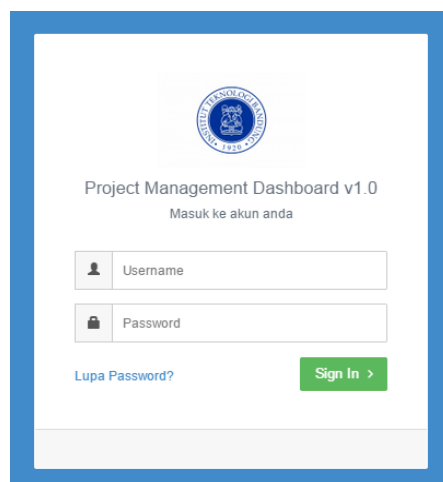 INSTITUT TEKNOLOGI BANDUNG
1920
Project Management Dashboard v1.0
Masuk ke akun anda
Username
Password
Lupa Password?
Sign In >